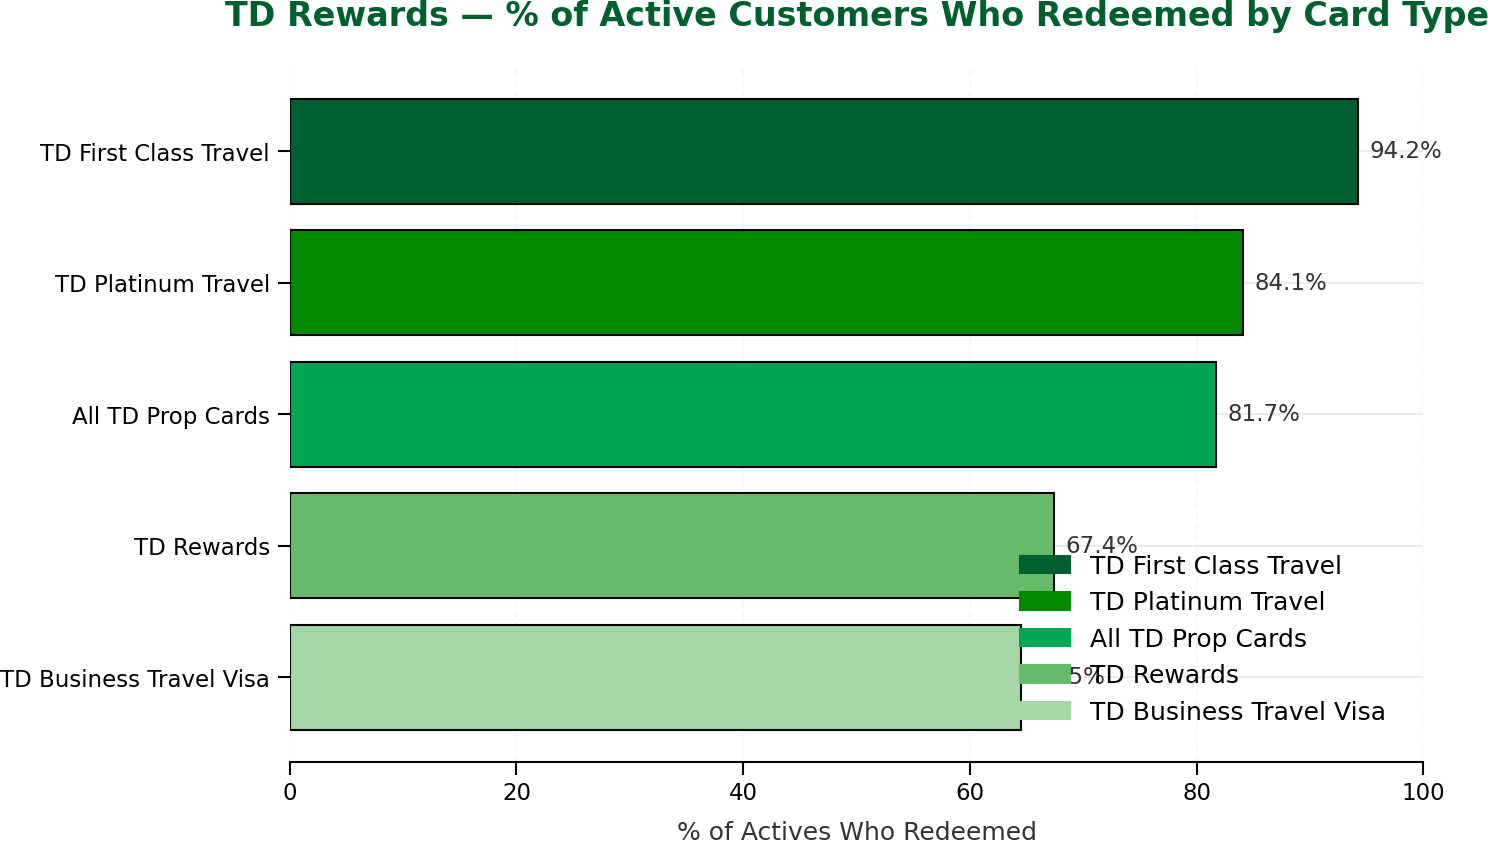 TD Rewards — % of Active Customers Who Redeemed by Card Type
TD First Class Travel
94.2%
TD Platinum Travel
84.1%
All TD Prop Cards
81.7%
TD Rewards
67.4%
TD Business Travel Visa
5%
TD First Class Travel
TD Platinum Travel
All TD Prop Cards
TD Rewards
TD Business Travel Visa
0 20 40 60 80 100
% of Actives Who Redeemed